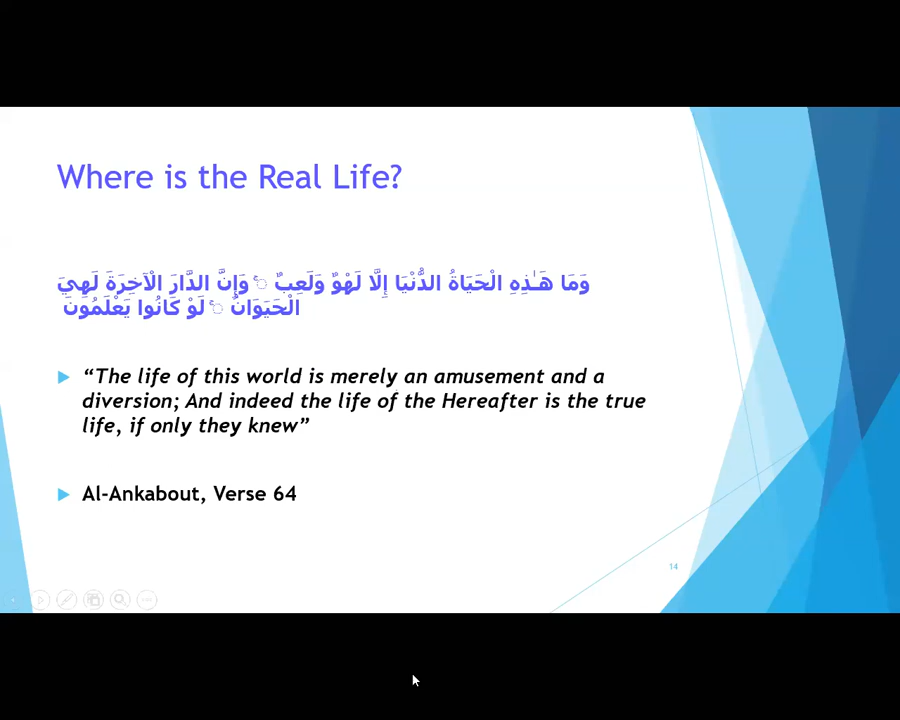 Where is the Real Life?
وَمَا هَـٰذِهِ الْحَيَاةُ الدُّنْيَا إِلَّا لَهْوٌ وَلَعِبٌ ۚ وَإِنَّ الدَّارَ الْآخِرَةَ لَهِيَ
الْحَيَوَانُ ۚ لَوْ كَانُوا يَعْلَمُونَ
“The life of this world is merely an amusement and a
diversion; And indeed the life of the Hereafter is the true
life, if only they knew”
Al-Ankabout, Verse 64
14